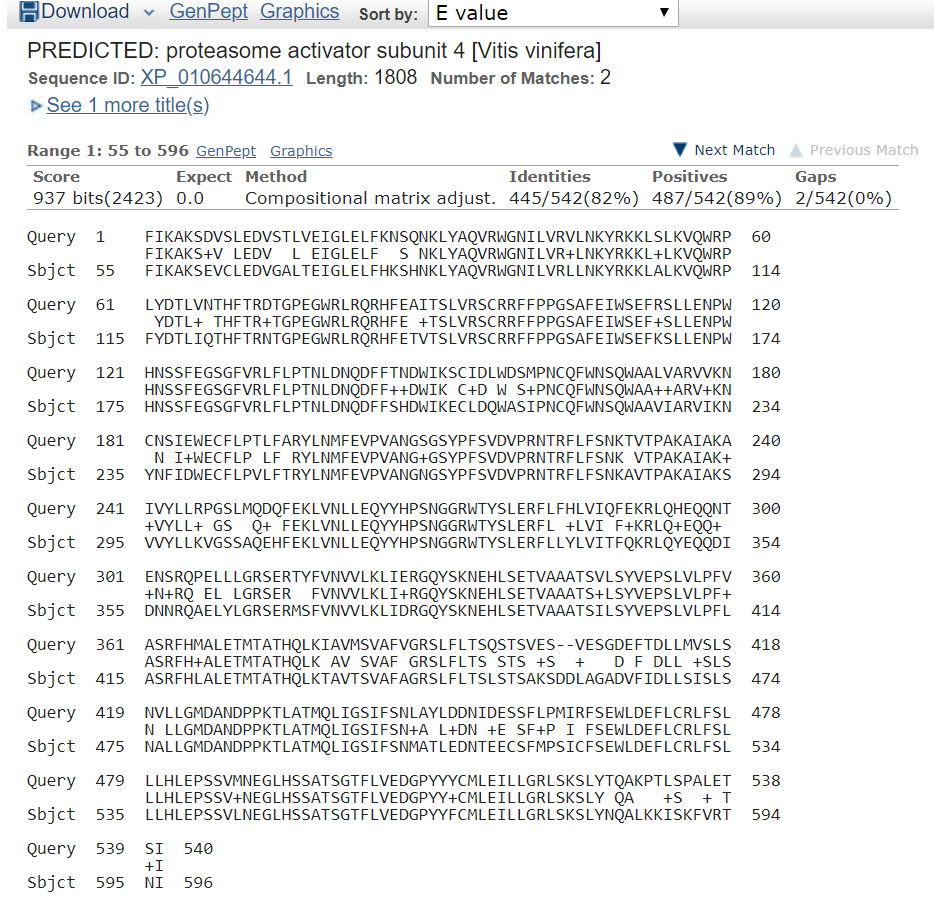 Download GenPept Graphics Sort by: E value
PREDICTED: proteasome activator subunit 4 [Vitis vinifera]
Sequence ID: XP_010644644.1 Length: 1808 Number of Matches: 2
See 1 more title(s)
Range 1: 55 to 596 GenPept Graphics Next Match Previous Match
Score Expect Method Identities Positives Gaps
937 bits(2423) 0.0 Compositional matrix adjust. 445/542(82%) 487/542(89%) 2/542(0%)
Query 1 FIKAKSDVSLEDVSTLVEIGLELFKNSQNKLYAQVRWGNILVRVLNKYRKKLSLKVQWRP 60
FIKAKS+V LEDV  L EIGLELF  S NKLYAQVRWGNILVR+LNKYRKKL+LKVQWRP
Sbjct 55 FIKAKSEVCLEDVGALTEIGLELFHKSHNKLYAQVRWGNILVRLLNKYRKKLALKVQWRP 114
Query 61 LYDTLVNTHFTRDTGPEGWRLRQRHFEAITSLVRSCRRFFPPGSAFEIWSEFRSLLENPW 120
YDTL+ THFTR+TGPEGWRLRQRHFE +TSLVRSCRRFFPPGSAFEIWSEF+SLLENPW
Sbjct 115 FYDTLIQTHFTRNTGPEGWRLRQRHFETVTSLVRSCRRFFPPGSAFEIWSEFKSLLENPW 174
Query 121 HNSSFEGSGFVRLFLPTNLDNQDFFTNDWIKSCIDLWDSMPNCQFWNSQWAALVARVVKN 180
HNSSFEGSGFVRLFLPTNLDNQDFF++DWIK C+D W S+PNCQFWNSQWAA++ARV+KN
Sbjct 175 HNSSFEGSGFVRLFLPTNLDNQDFFSHDWIKECLDQWASIPNCQFWNSQWAAVIARVIKN 234
Query 181 CNSIEWECFLPTLFARYLNMFEVPVANGSGSYPFSVDVPRNTRFLFSNKTVTPAKAIAKA 240
N I+WECFLP LF RYLNMFEVPVANG+GSYPFSVDVPRNTRFLFSNK VTPAKAIAK+
Sbjct 235 YNFIDWECFLPVLFTRYLNMFEVPVANGNGSYPFSVDVPRNTRFLFSNKAVTPAKAIAKS 294
Query 241 IVYLLRPGSLMQDQFEKLVNLLEQYYHPSNGGRWTYSLERFLFHLVIQFEKRLQHEQQNT 300
+VYLL+ GS  Q+ FEKLVNLLEQYYHPSNGGRWTYSLERFL +LVI F+KRLQ+EQQ+
Sbjct 295 VVYLLKVGSSAQEHFEKLVNLLEQYYHPSNGGRWTYSLERFLLYLVITFQKRLQYEQQDI 354
Query 301 ENSRQPELLLGRSERTYFVNVVLKLIERGQYSKNEHLSETVAAATSVLSYVEPSLVLPFV 360
+N+RQ EL LGRSER  FVNVVLKLI+RGQYSKNEHLSETVAAATS+LSYVEPSLVLPF+
Sbjct 355 DNNRQAELYLGRSERMSFVNVVLKLIDRGQYSKNEHLSETVAAATSILSYVEPSLVLPFL 414
Query 361 ASRFHMALETMTATHQLKIAVMSVAFVGRSLFLTSQSTSVES--VESGDEFTDLLMVSLS 418
ASRFH+ALETMTATHQLK AV SVAF GRSLFLTS STS +S  +    D F DLL +SLS
Sbjct 415 ASRFHLALETMTATHQLKTAVTSVAFAGRSLFLTSLSTSAKSDDLAGADVFIDLLSISLS 474
Query 419 NVLLGMDANDPPKTLATMQLIGSIFSNLAYLDDNIDESSFLPMIRFSEWLDEFLCRLFSL 478
N LLGMDANDPPKTLATMQLIGSIFSN+A L+DN +E SF+P I FSEWLDEFLCRLFSL
Sbjct 475 NALLGMDANDPPKTLATMQLIGSIFSNMATLEDNTEECSFMPSICFSEWLDEFLCRLFSL 534
Query 479 LLHLEPSSVMNEGLHSSATSGTFLVEDGPYYYCMLEILLGRLSKSLYTQAKPTLSPALET 538
LLHLEPSSV+NEGLHSSATSGTFLVEDGPYY+CMLEILLGRLSKSLY QA   +S  + T
Sbjct 535 LLHLEPSSVLNEGLHSSATSGTFLVEDGPYYFCMLEILLGRLSKSLYNQALKKISKFVRT 594
Query 539 SI 540
+I
Sbjct 595 NI 596